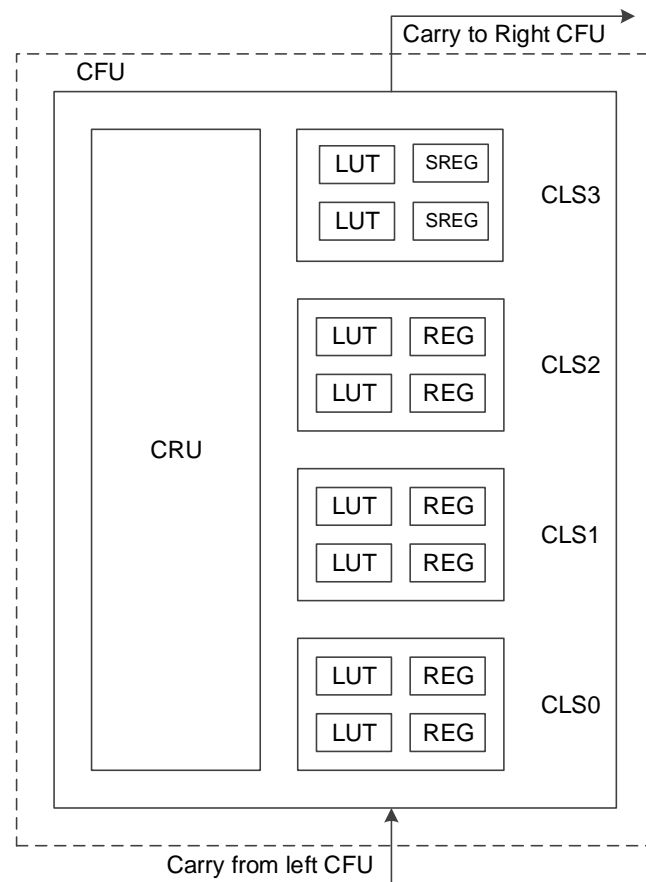 Carry to Right CFU
CFU
LUT SREG
LUT SREG
CLS3
LUT REG
LUT REG
CLS2
CRU
LUT REG
LUT REG
CLS1
LUT REG
LUT REG
CLS0
Carry from left CFU